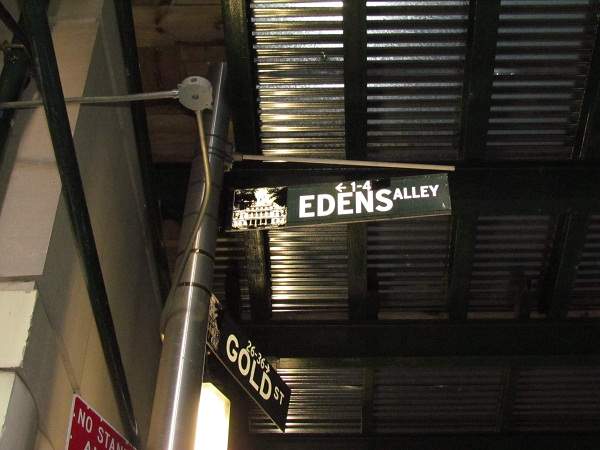 ← 1-4
EDENS ALLEY
26-36 →
GOLD ST
NO STAN